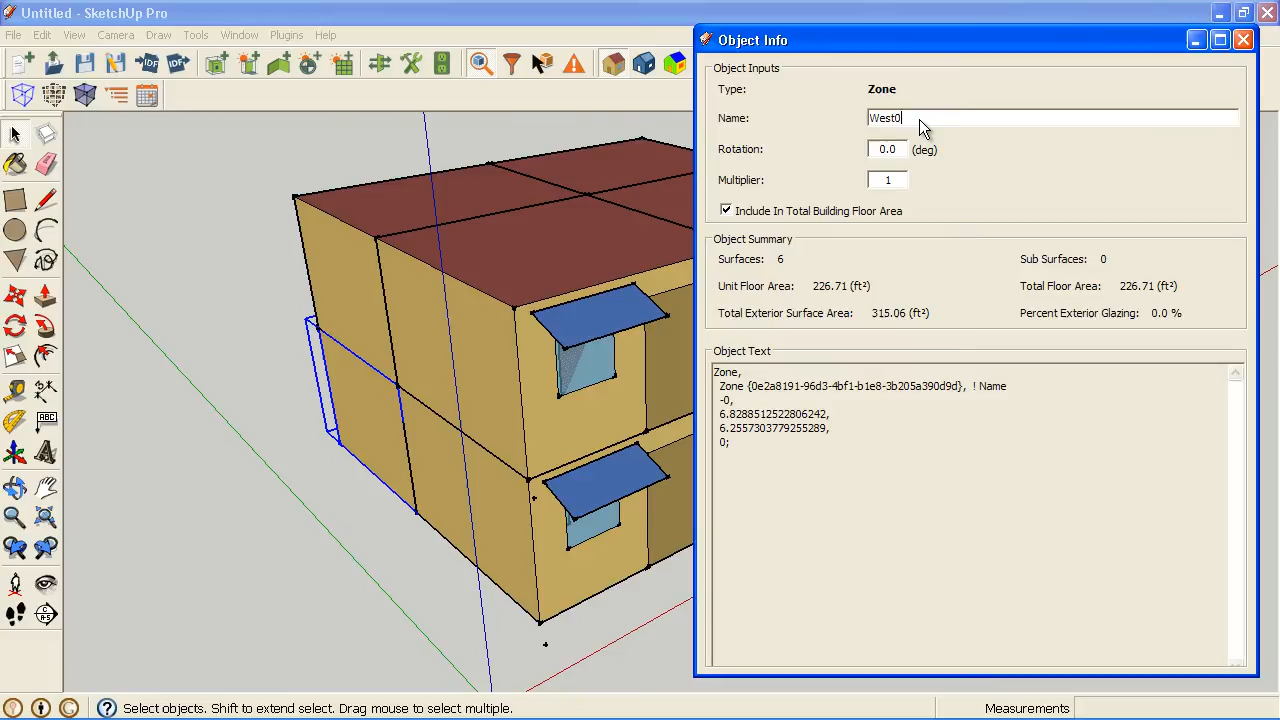 Untitled - SketchUp Pro
File Edit View Camera Draw Tools Window Plugins Help
IDF IDF
Object Info
Object Inputs
Type: Zone
Name: West0
Rotation: 0.0 (deg)
Multiplier: 1
Include In Total Building Floor Area
Object Summary
Surfaces: 6 Sub Surfaces: 0
Unit Floor Area: 226.71 (ft²) Total Floor Area: 226.71 (ft²)
Total Exterior Surface Area: 315.06 (ft²) Percent Exterior Glazing: 0.0 %
Object Text
Zone,
Zone {0e2a8191-96d3-4bf1-b1e8-3b205a390d9d}, ! Name
-0,
6.8288512522806242,
6.2557303779255289,
0;
ABC
Select objects. Shift to extend select. Drag mouse to select multiple. Measurements